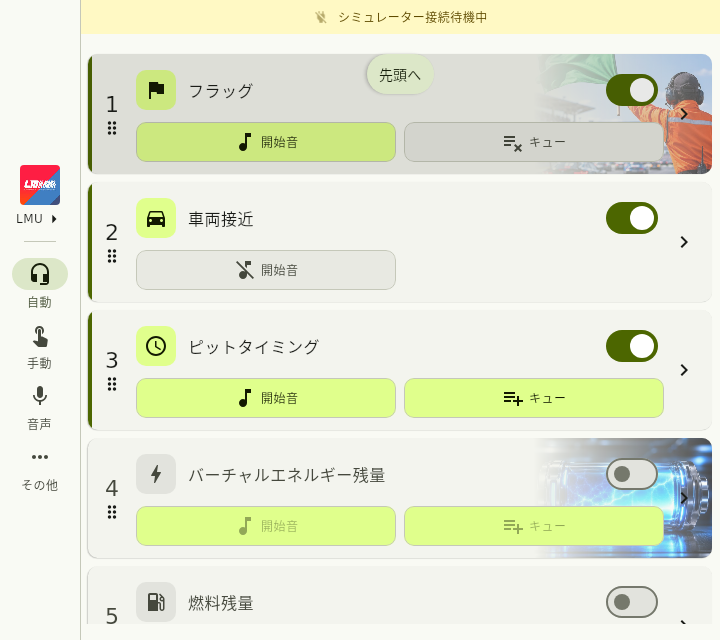 シミュレーター接続待機中
先頭へ
1
フラッグ
開始音
キュー
2
車両接近
開始音
LMU
自動
手動
音声
その他
3
ピットタイミング
開始音
キュー
4
バーチャルエネルギー残量
開始音
キュー
5
燃料残量